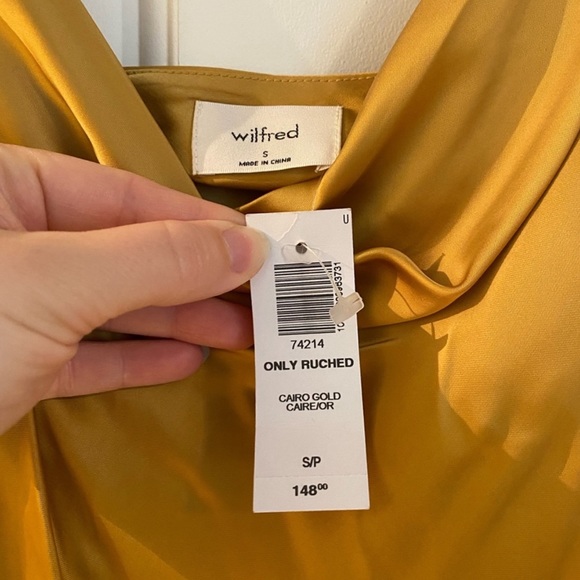 wilfred
S
MADE IN CHINA
U
74214
ONLY RUCHED
CAIRO GOLD
CAIRE/OR
S/P
148⁰⁰